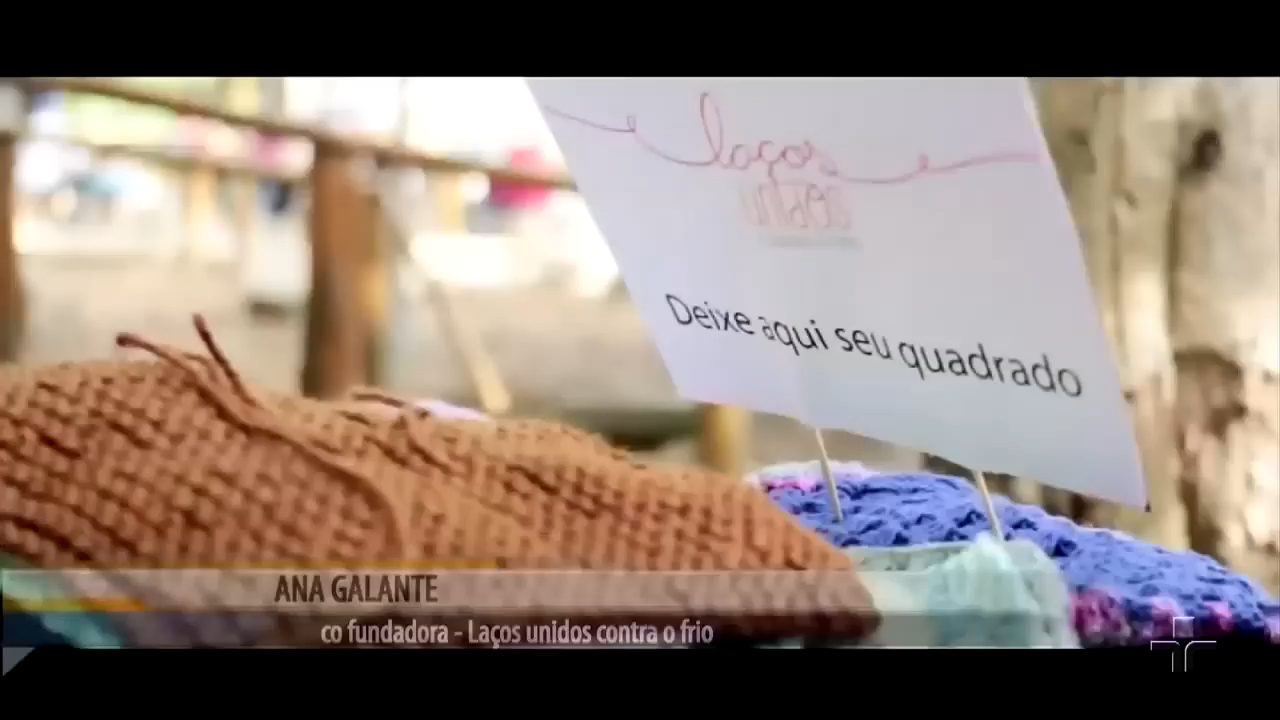 laços
unidos
Deixe aqui seu quadrado
ANA GALANTE
co fundadora - Laços unidos contra o frio